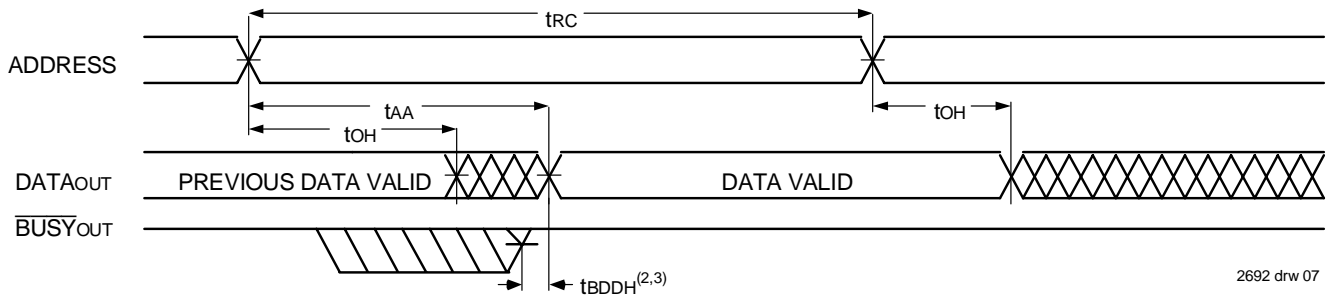 tRC
ADDRESS
tAA
tOH
tOH
DATAOUT
PREVIOUS DATA VALID
DATA VALID
BUSYOUT
tBDDH(2,3)
2692 drw 07